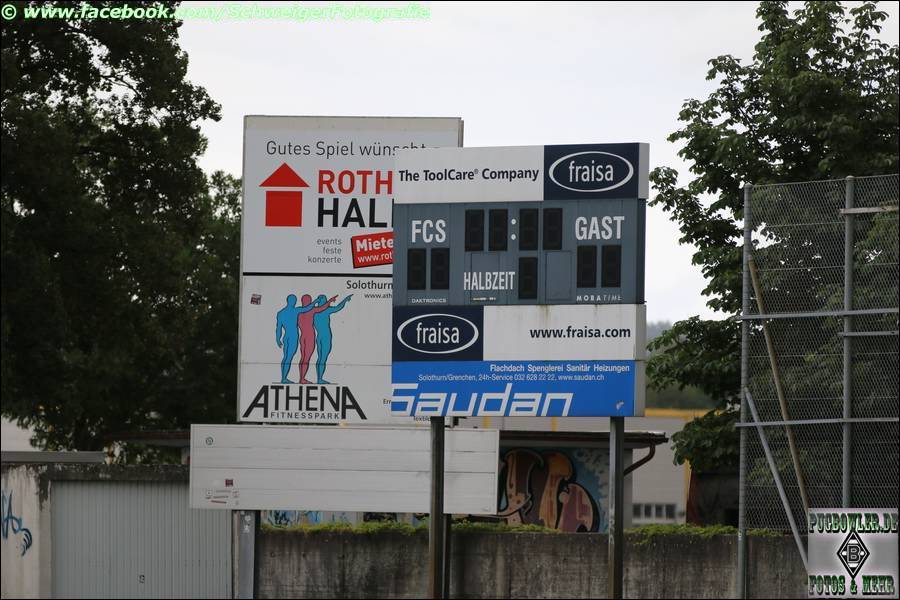 © www.facebook.com/SchweigerFotografie
Gutes Spiel wünscht
ROTH
HAL
events
feste
konzerte
Miete
www.rot
Solothurn
www.ath
ATHENA
FITNESSPARK
The ToolCare® Company
fraisa
FCS
GAST
HALBZEIT
DAKTRONICS
MOBATIME
fraisa
www.fraisa.com
Flachdach Spenglerei Sanitär Heizungen
Solothurn/Grenchen, 24h-Service 032 628 22 22, www.saudan.ch
Saudan
PUGBOWLER.DE
FOTOS & MEHR